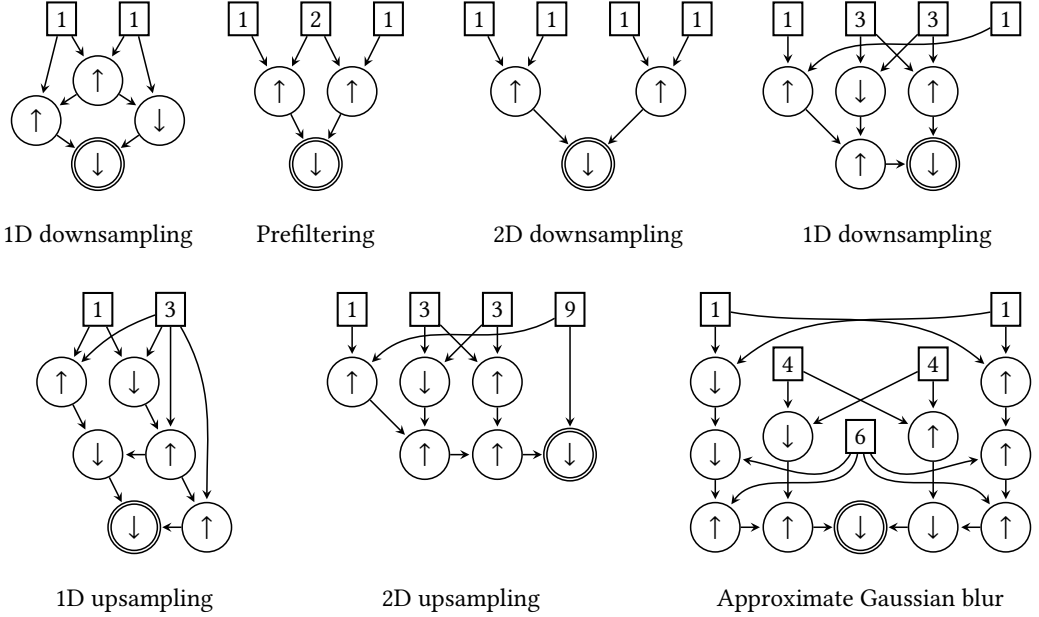 1 1 1 2 1 1 1 1 1 1 3 3 1
↑ ↑ ↑ ↑ ↑ ↑ ↓ ↑
↑ ↓
↓ ↓ ↓ ↑ ↓
1D downsampling Prefiltering 2D downsampling 1D downsampling
1 3 1 3 3 9 1 1
4 4
↑ ↓ ↑ ↓ ↑ ↓ ↑
↓ ↑ 6
↓ ↑ ↑ ↑ ↓ ↓ ↑
↓ ↑ ↑ ↑ ↓ ↓ ↑
1D upsampling 2D upsampling Approximate Gaussian blur